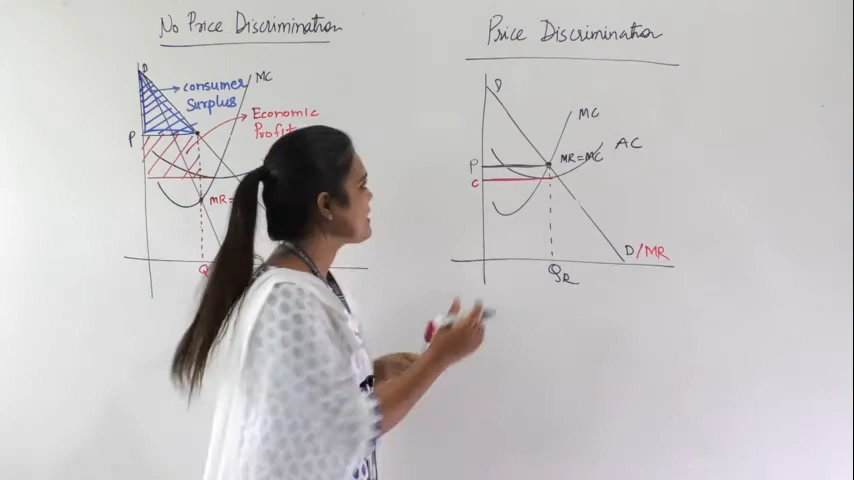 No Price Discrimination
D
MC
consumer
Surplus
Economic
Profit
P
MR=
Q
Price Discrimination
D
MC
AC
MR=MC
P
C
D/MR
QR